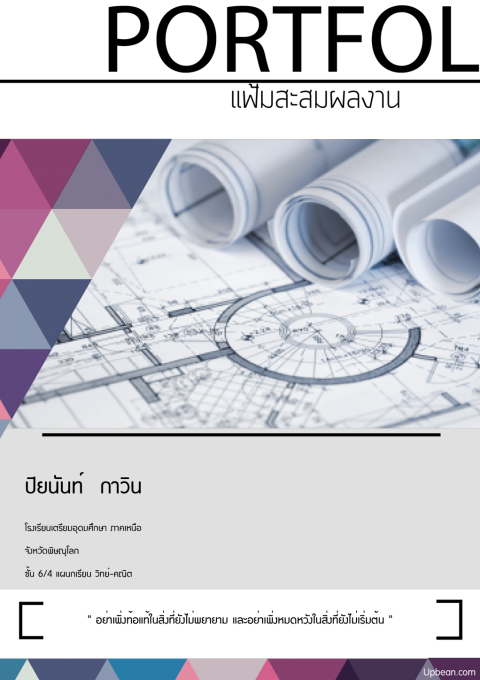 PORTFOL
แฟ้มสะสมผลงาน
ปิยนันท์ กาวิน
โรงเรียนเตรียมอุดมศึกษา ภาคเหนือ
จังหวัดพิษณุโลก
ชั้น 6/4 แผนกเรียน วิทย์-คณิต
" อย่าเพิ่งท้อแท้ในสิ่งที่ยังไม่พยายาม และอย่าเพิ่งหมดหวังในสิ่งที่ยังไม่เริ่มต้น "
Upbean.com